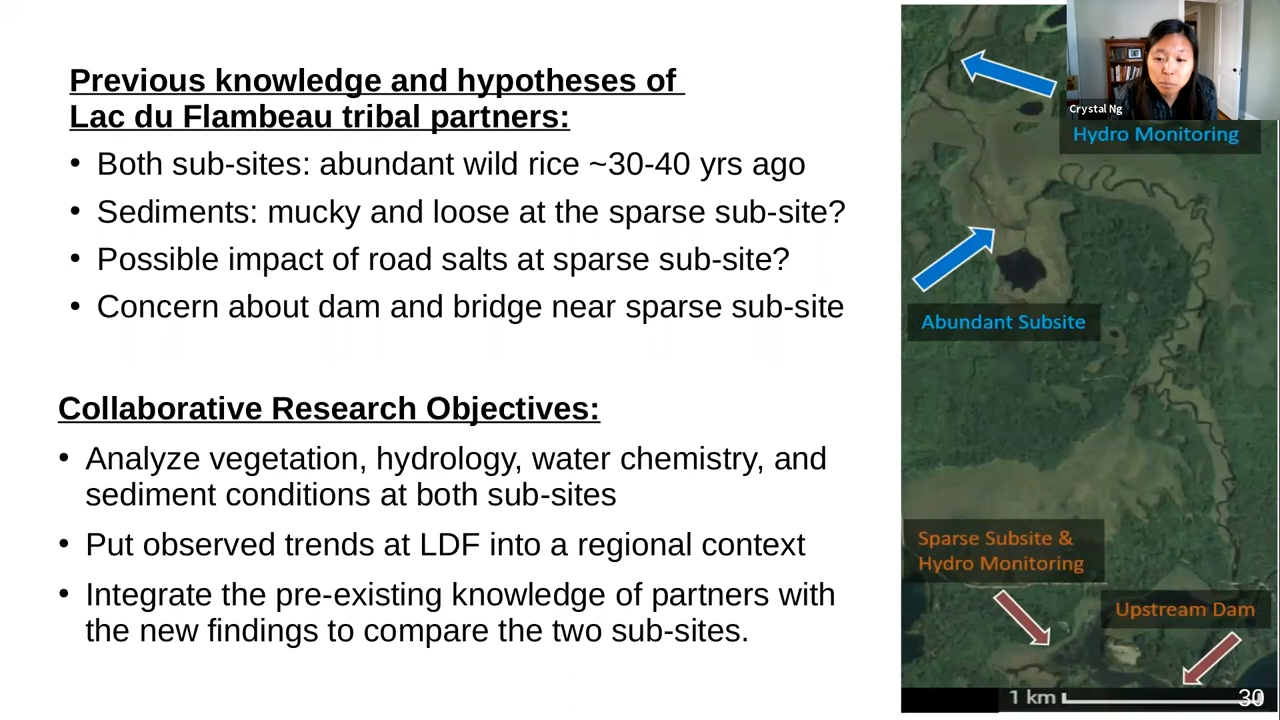 Previous knowledge and hypotheses of
Lac du Flambeau tribal partners:
• Both sub-sites: abundant wild rice ~30-40 yrs ago
• Sediments: mucky and loose at the sparse sub-site?
• Possible impact of road salts at sparse sub-site?
• Concern about dam and bridge near sparse sub-site
Collaborative Research Objectives:
• Analyze vegetation, hydrology, water chemistry, and
sediment conditions at both sub-sites
• Put observed trends at LDF into a regional context
• Integrate the pre-existing knowledge of partners with
the new findings to compare the two sub-sites.
Crystal Ng
Hydro Monitoring
Abundant Subsite
Sparse Subsite &
Hydro Monitoring
Upstream Dam
1 km
30